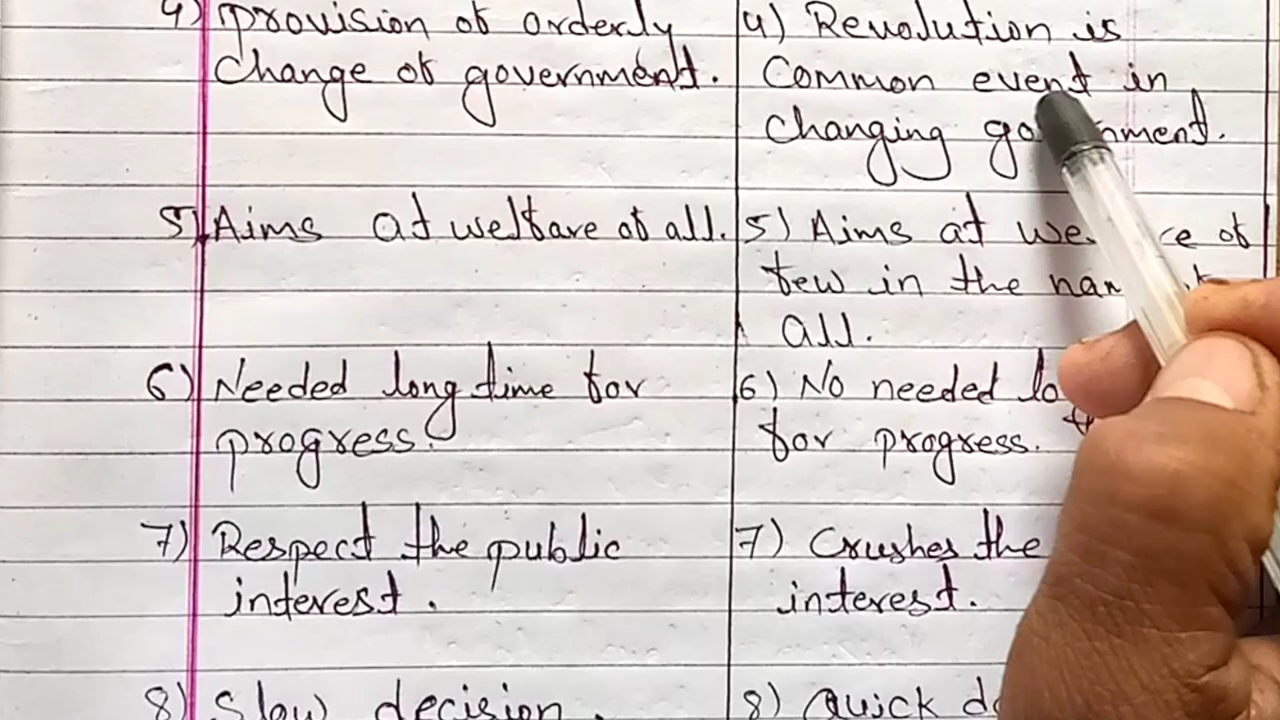 4) provision of orderly
change of government.
5) Aims at welfare of all.
6) Needed long time for
progress.
7) Respect the public
interest.
8) Slow decision.
4) Revolution is
Common event in
changing
5) Aims at of
few in the
all.
6) No needed
for progress.
7) Crushes the
interest.
8) Quick